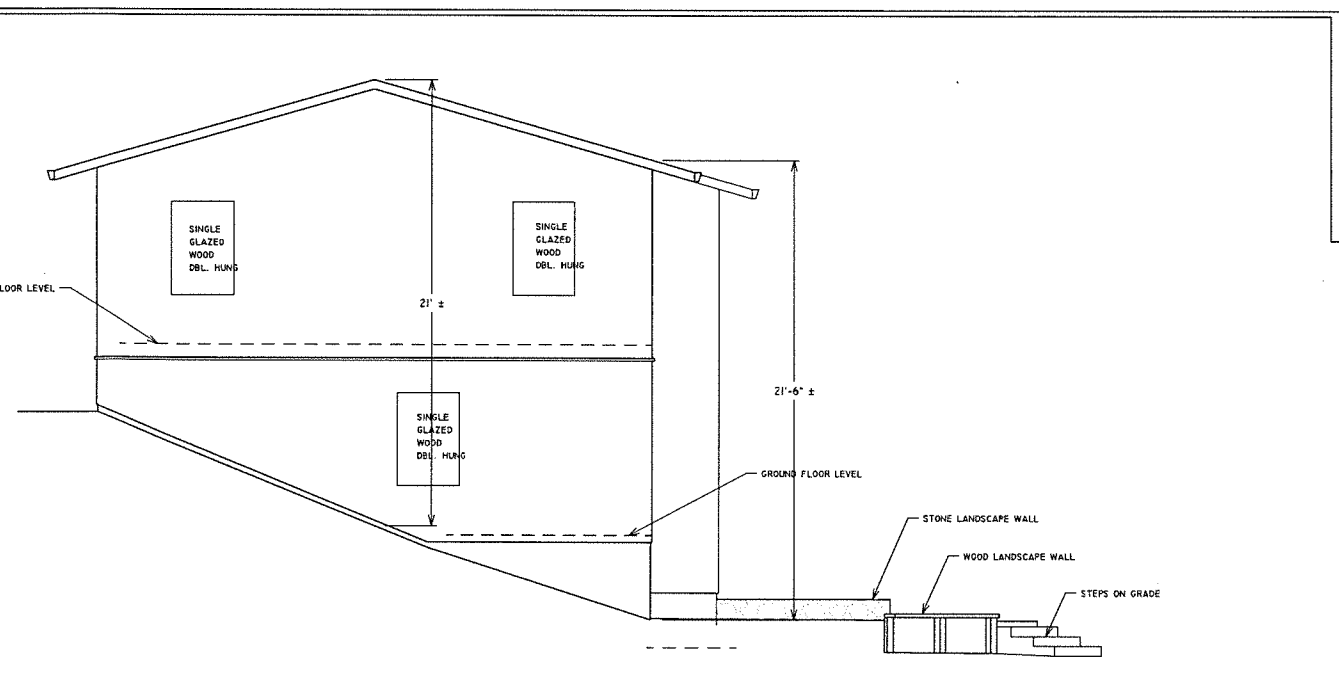 SINGLE
GLAZED
WOOD
DBL. HUNG
SINGLE
GLAZED
WOOD
DBL. HUNG
LOOR LEVEL
21' ±
21'-6" ±
SINGLE
GLAZED
WOOD
DBL. HUNG
GROUND FLOOR LEVEL
STONE LANDSCAPE WALL
WOOD LANDSCAPE WALL
STEPS ON GRADE